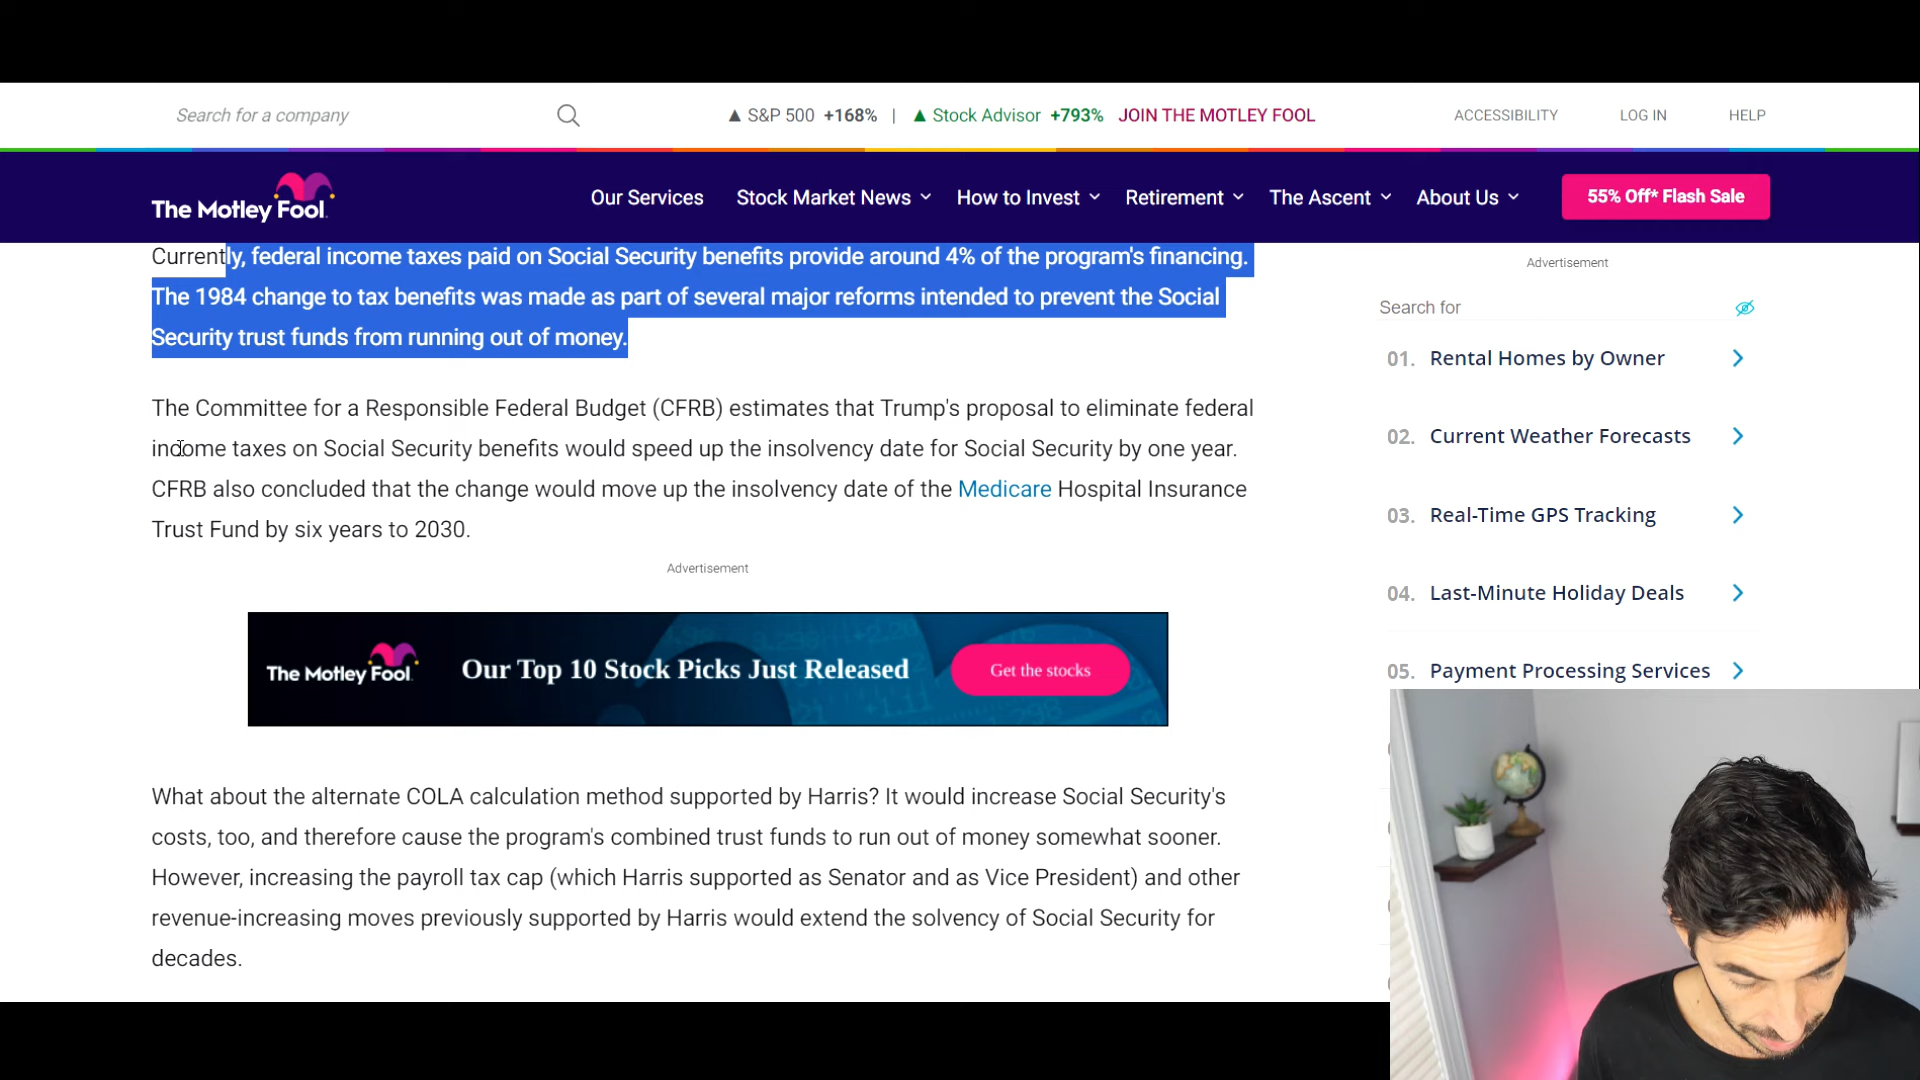 Search for a company
▲ S&P 500 +168% | ▲ Stock Advisor +793% JOIN THE MOTLEY FOOL
ACCESSIBILITY LOG IN HELP
The Motley Fool
Our Services Stock Market News How to Invest Retirement The Ascent About Us 55% Off* Flash Sale
Currently, federal income taxes paid on Social Security benefits provide around 4% of the program's financing.
The 1984 change to tax benefits was made as part of several major reforms intended to prevent the Social
Security trust funds from running out of money.
The Committee for a Responsible Federal Budget (CFRB) estimates that Trump's proposal to eliminate federal
income taxes on Social Security benefits would speed up the insolvency date for Social Security by one year.
CFRB also concluded that the change would move up the insolvency date of the Medicare Hospital Insurance
Trust Fund by six years to 2030.
Advertisement
The Motley Fool
Our Top 10 Stock Picks Just Released
Get the stocks
What about the alternate COLA calculation method supported by Harris? It would increase Social Security's
costs, too, and therefore cause the program's combined trust funds to run out of money somewhat sooner.
However, increasing the payroll tax cap (which Harris supported as Senator and as Vice President) and other
revenue-increasing moves previously supported by Harris would extend the solvency of Social Security for
decades.
Advertisement
Search for
01. Rental Homes by Owner
02. Current Weather Forecasts
03. Real-Time GPS Tracking
04. Last-Minute Holiday Deals
05. Payment Processing Services